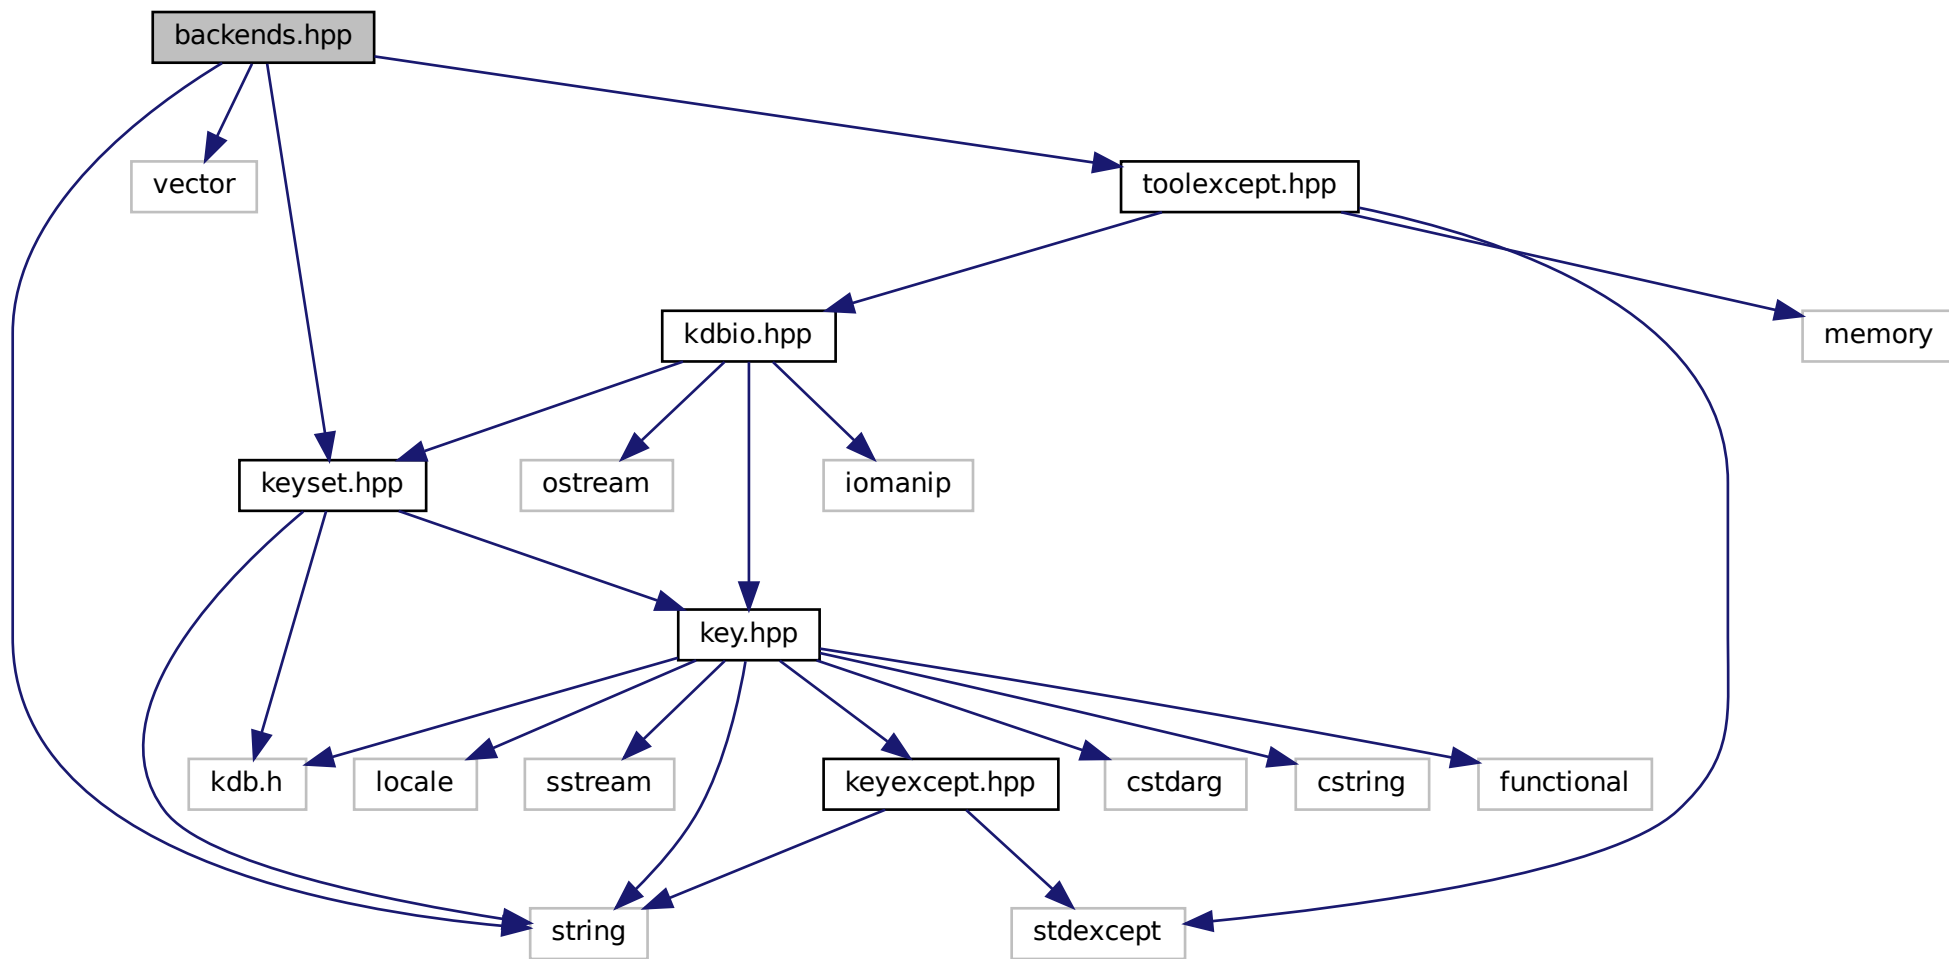 backends.hpp
vector
toolexcept.hpp
kdbio.hpp
memory
keyset.hpp
ostream
iomanip
key.hpp
kdb.h
locale
sstream
keyexcept.hpp
cstdarg
cstring
functional
string
stdexcept